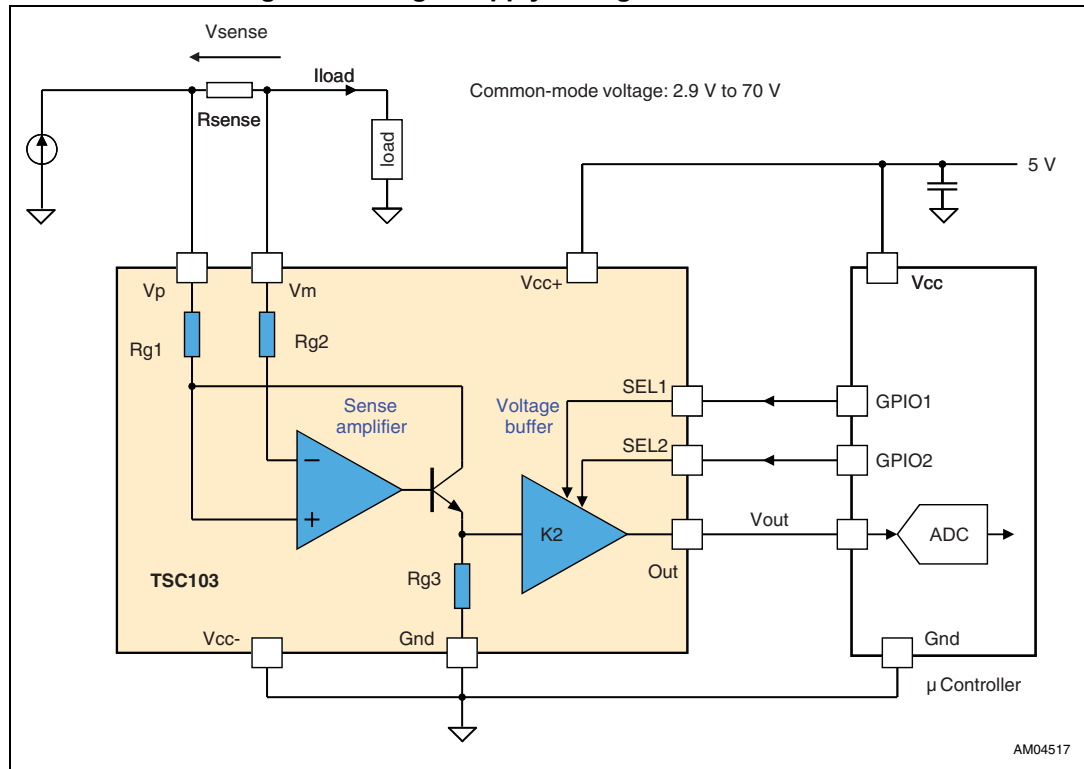 Vsense
Iload
Common-mode voltage: 2.9 V to 70 V
Rsense
load
5 V
Vp
Vm
Vcc+
Vcc
Rg1
Rg2
SEL1
GPIO1
Sense
amplifier
Voltage
buffer
SEL2
GPIO2
−
+
K2
Vout
ADC
TSC103
Rg3
Out
Vcc-
Gnd
Gnd
µ Controller
AM04517